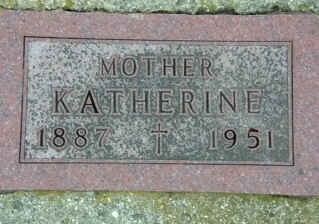 MOTHER
KATHERINE
1887 † 1951